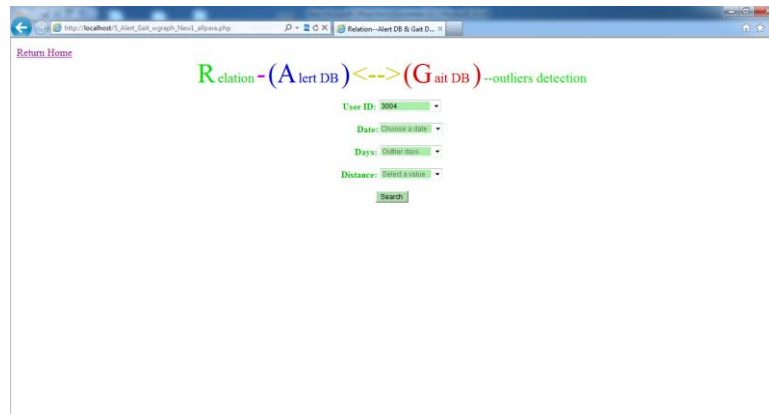 http://localhost/5_Alert_Gait_wgraph_New1_allpara.php
Relation--Alert DB & Gait D...
Return Home
Relation-(Alert DB)<-->(Gait DB)--outliers detection
User ID: 3004
Date: Choose a date
Days: Outlier days
Distance: Select a value
Search